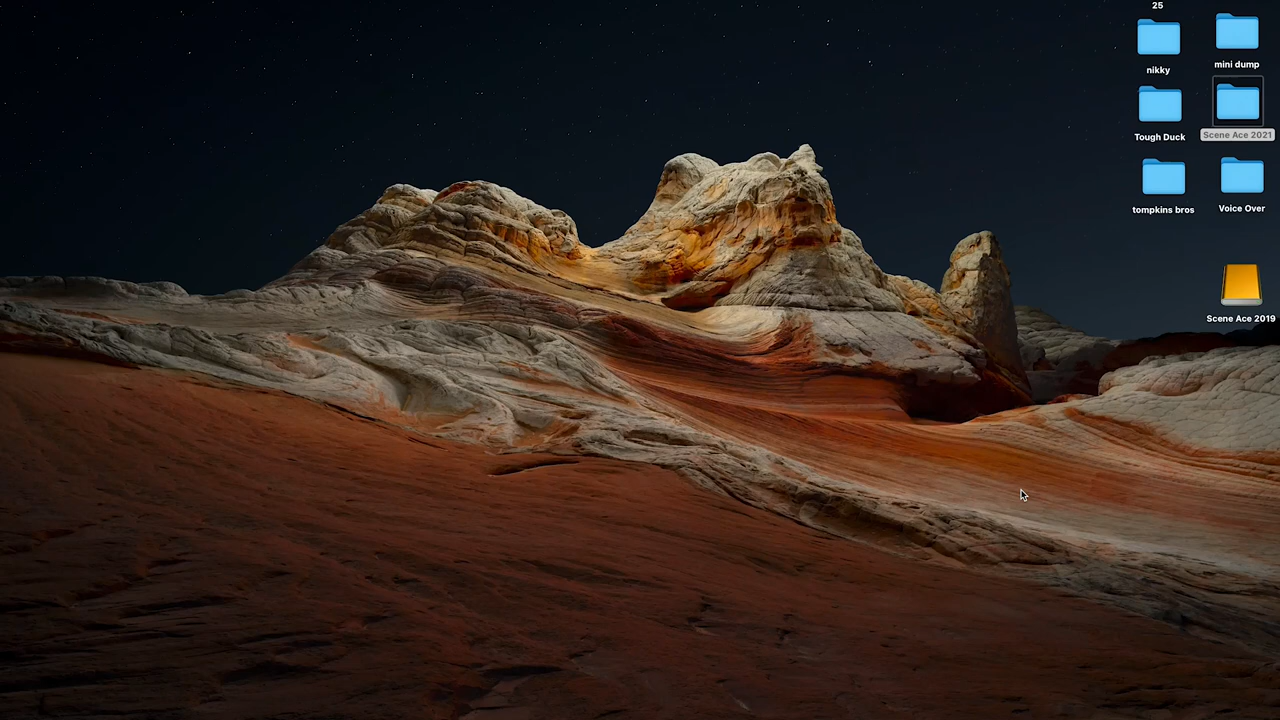 25
nikky
mini dump
Tough Duck
Scene Ace 2021
tompkins bros
Voice Over
Scene Ace 2019